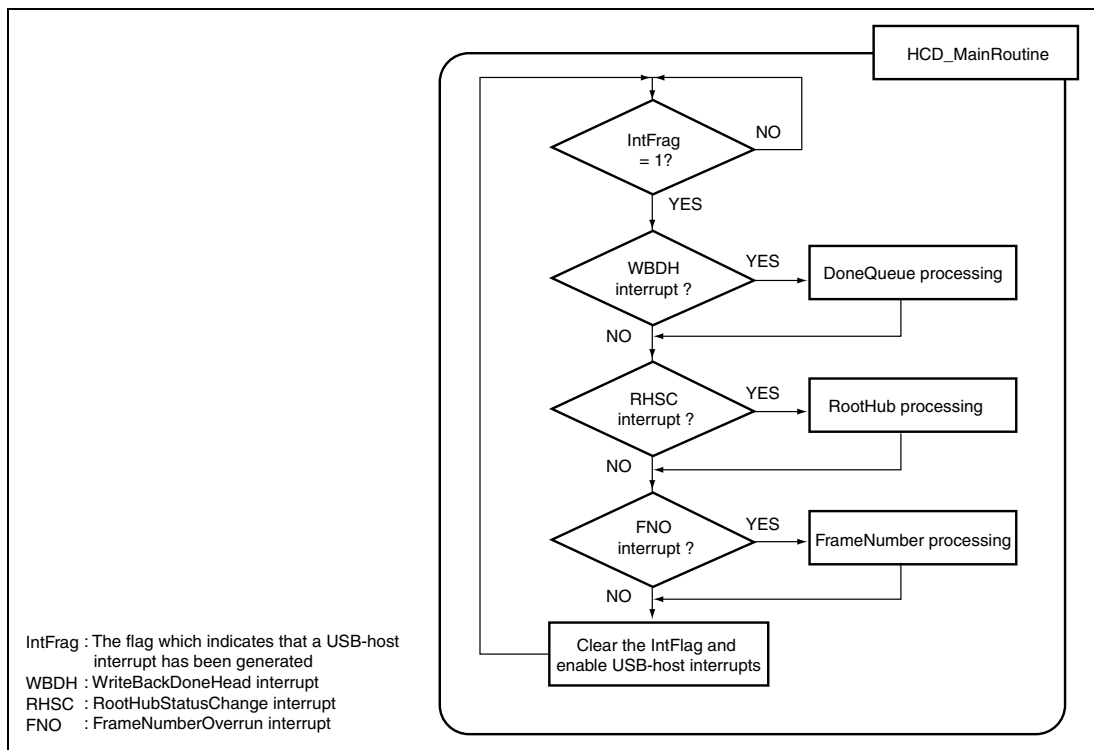 HCD_MainRoutine
IntFrag
= 1?
NO
YES
WBDH
interrupt ?
YES
DoneQueue processing
NO
RHSC
interrupt ?
YES
RootHub processing
NO
FNO
interrupt ?
YES
FrameNumber processing
NO
Clear the IntFlag and
enable USB-host interrupts
IntFrag : The flag which indicates that a USB-host
interrupt has been generated
WBDH : WriteBackDoneHead interrupt
RHSC : RootHubStatusChange interrupt
FNO : FrameNumberOverrun interrupt